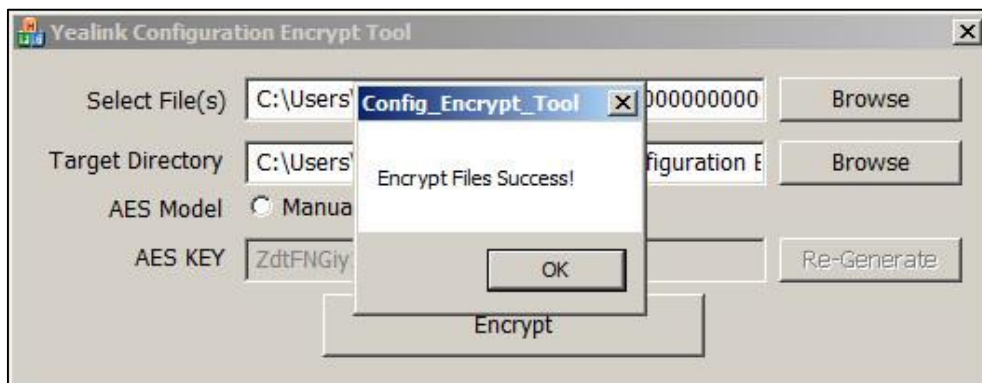 Yealink Configuration Encrypt Tool
Select File(s) C:\Users\ 000000000 Browse
Config_Encrypt_Tool
Target Directory C:\Users\ figuration E Browse
Encrypt Files Success!
AES Model Manua
AES KEY ZdtFNGiy Re-Generate
OK
Encrypt